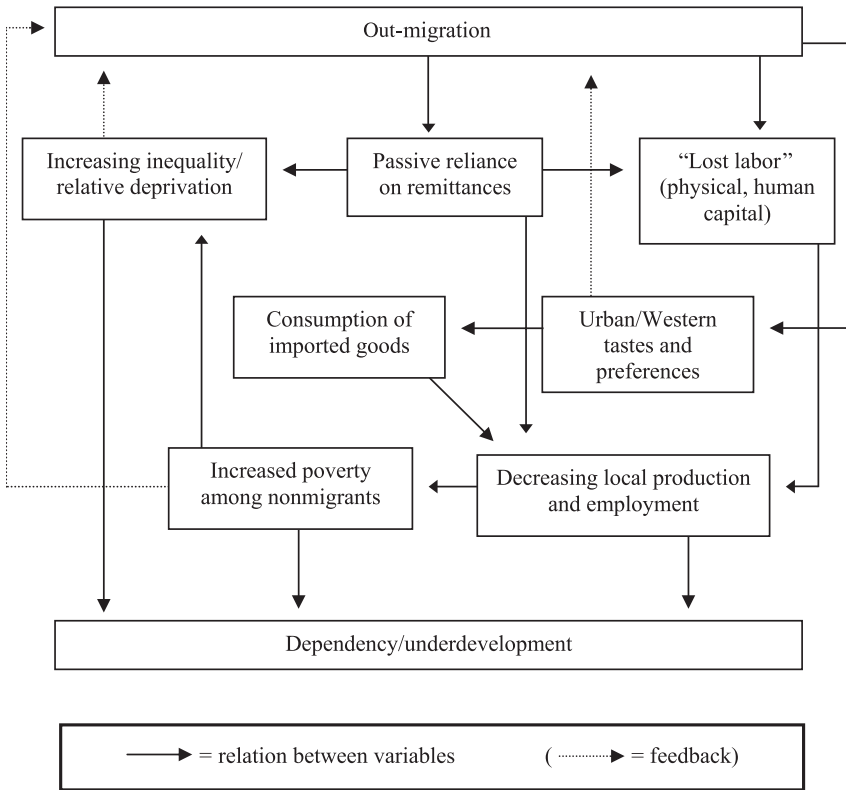 Out-migration
Increasing inequality/
relative deprivation
Passive reliance
on remittances
“Lost labor”
(physical, human
capital)
Consumption of
imported goods
Urban/Western
tastes and
preferences
Increased poverty
among nonmigrants
Decreasing local production
and employment
Dependency/underdevelopment
= relation between variables
( = feedback)